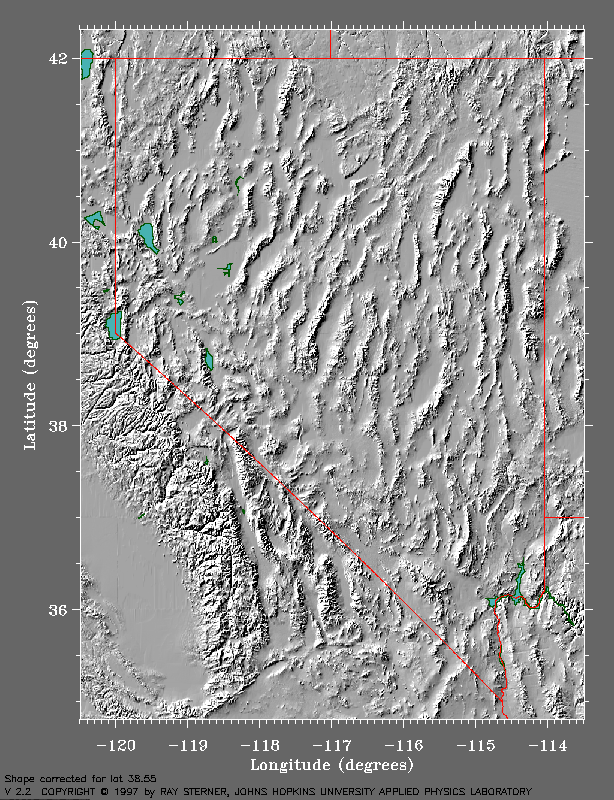 42
40
38
36
Latitude (degrees)
-120 -119 -118 -117 -116 -115 -114
Longitude (degrees)
Shape corrected for lat 38.55
V 2.2 COPYRIGHT © 1997 by RAY STERNER, JOHNS HOPKINS UNIVERSITY APPLIED PHYSICS LABORATORY